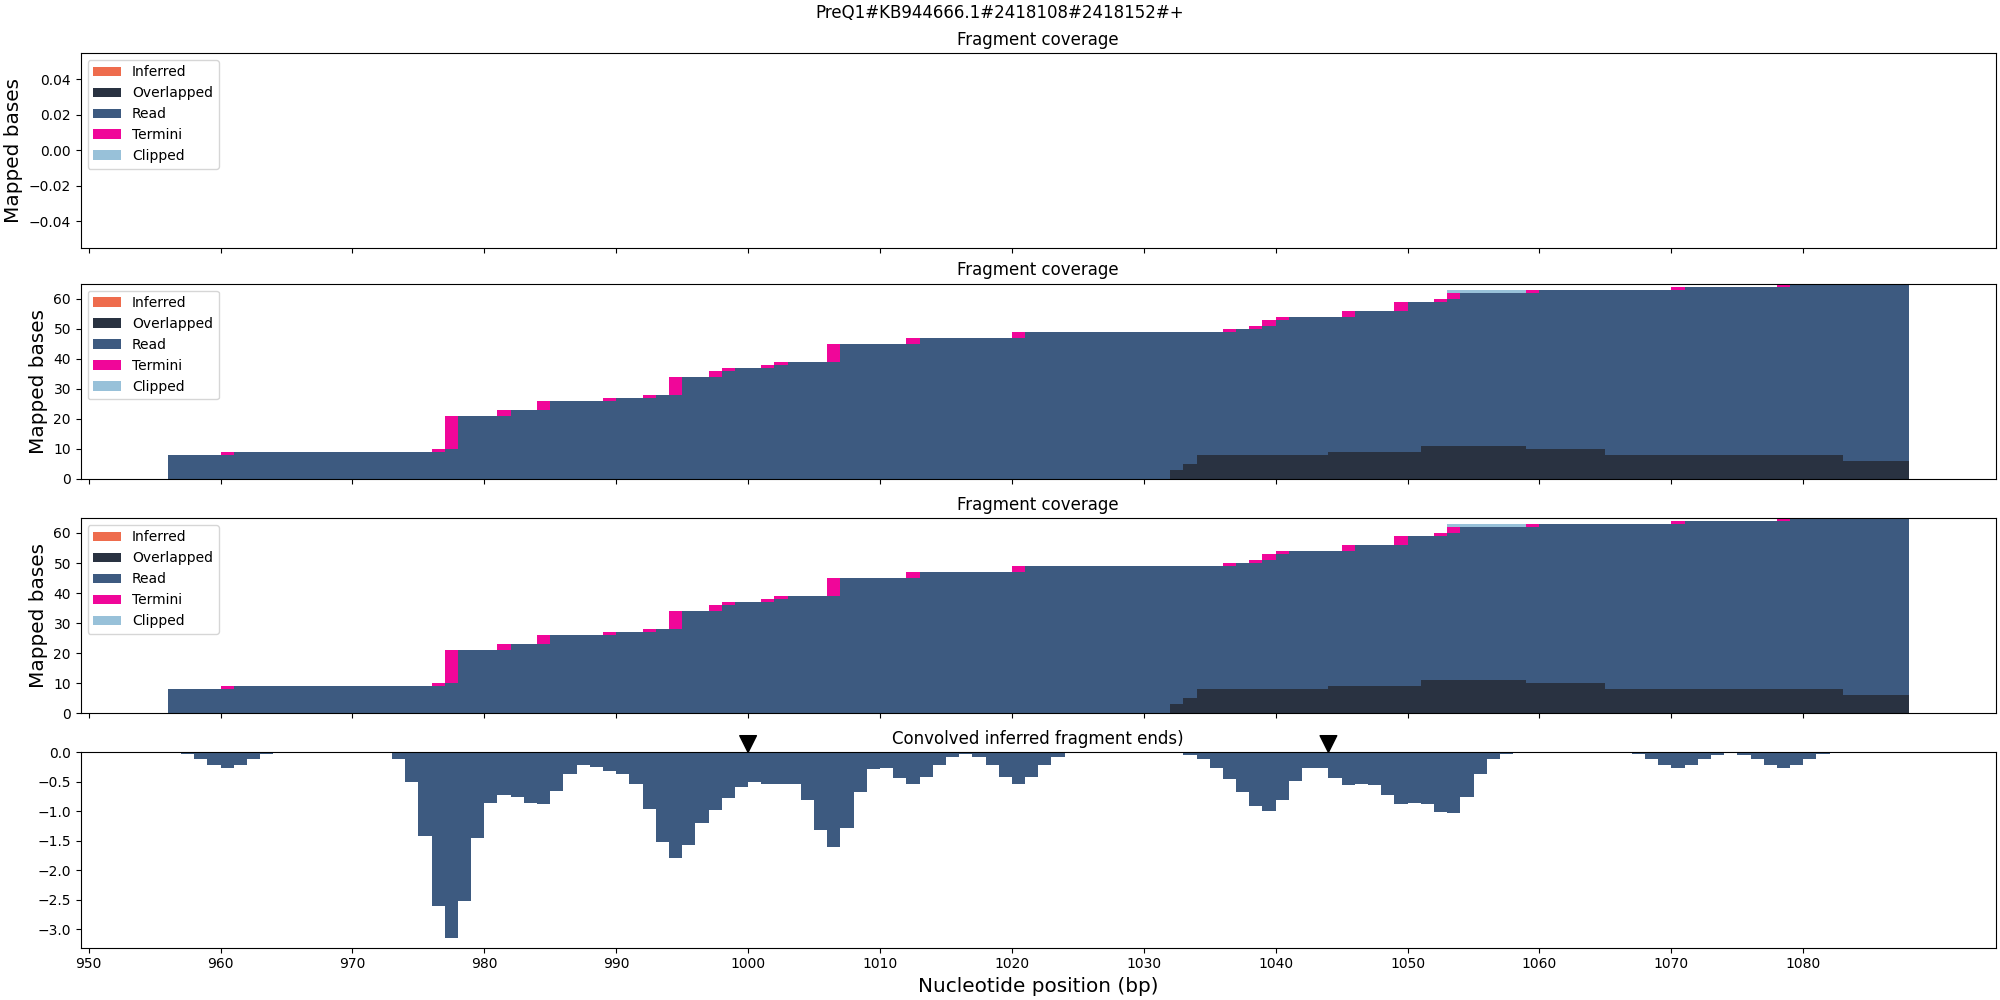 PreQ1#KB944666.1#2418108#2418152#+
Fragment coverage
Mapped bases
0.04
0.02
0.00
−0.02
−0.04
Inferred
Overlapped
Read
Termini
Clipped
Fragment coverage
Mapped bases
60
50
40
30
20
10
0
Inferred
Overlapped
Read
Termini
Clipped
Fragment coverage
Mapped bases
60
50
40
30
20
10
0
Inferred
Overlapped
Read
Termini
Clipped
Convolved inferred fragment ends)
0.0
−0.5
−1.0
−1.5
−2.0
−2.5
−3.0
950 960 970 980 990 1000 1010 1020 1030 1040 1050 1060 1070 1080
Nucleotide position (bp)